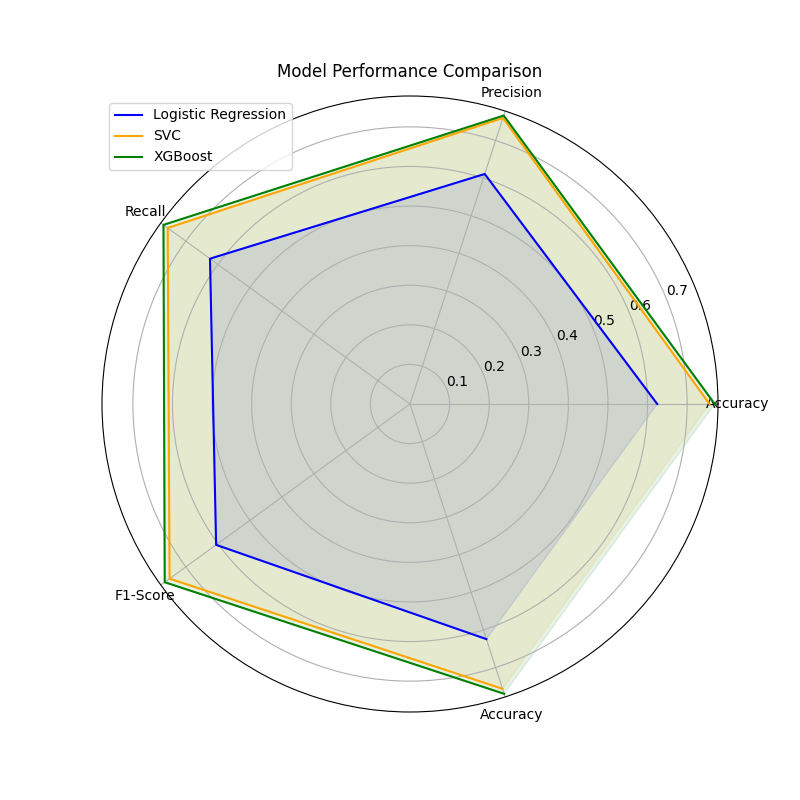 Model Performance Comparison
Precision
Logistic Regression
SVC
XGBoost
Recall
0.7
0.6
0.5
0.4
0.3
0.2
0.1
Accuracy
F1-Score
Accuracy